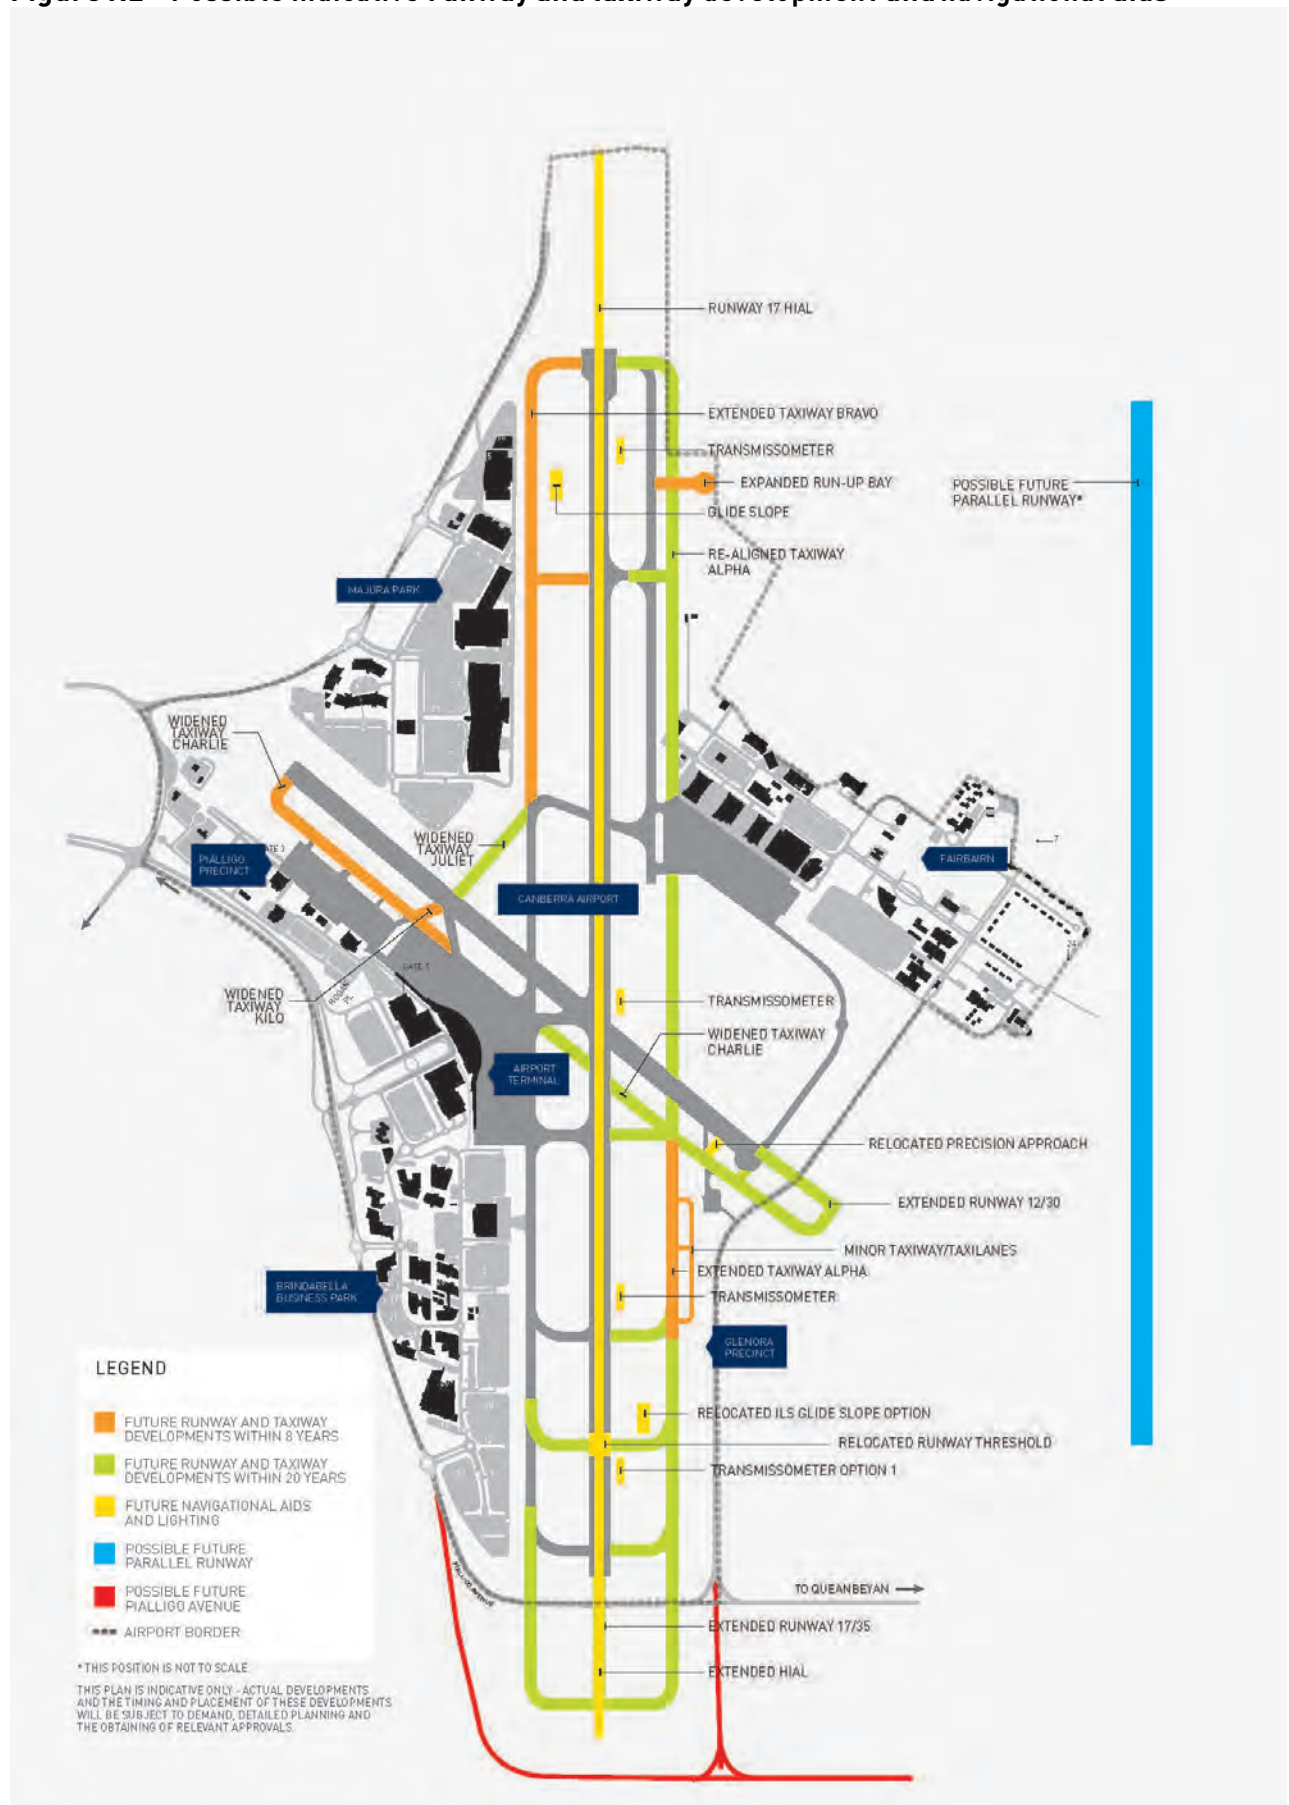 RUNWAY 17 HIAL
EXTENDED TAXIWAY BRAVO
TRANSMISSOMETER
EXPANDED RUN-UP BAY
GLIDE SLOPE
POSSIBLE FUTURE
PARALLEL RUNWAY*
RE-ALIGNED TAXIWAY
ALPHA
MAJURA PARK
WIDENED
TAXIWAY
CHARLIE
WIDENED
TAXIWAY
JULIET
PIALLIGO
PRECINCT
FAIRBAIRN
7
CANBERRA AIRPORT
24
GATE 1
WIDENED
TAXIWAY
KILO
TRANSMISSOMETER
WIDENED TAXIWAY
CHARLIE
AIRPORT
TERMINAL
RELOCATED PRECISION APPROACH
EXTENDED RUNWAY 12/30
MINOR TAXIWAY/TAXILANES
EXTENDED TAXIWAY ALPHA
TRANSMISSOMETER
BRINDABELLA
BUSINESS PARK
GLENORA
PRECINCT
RELOCATED ILS GLIDE SLOPE OPTION
RELOCATED RUNWAY THRESHOLD
TRANSMISSOMETER OPTION 1
PIALLIGO AVENUE
TO QUEANBEYAN
EXTENDED RUNWAY 17/35
EXTENDED HIAL
LEGEND
FUTURE RUNWAY AND TAXIWAY
DEVELOPMENTS WITHIN 8 YEARS
FUTURE RUNWAY AND TAXIWAY
DEVELOPMENTS WITHIN 20 YEARS
FUTURE NAVIGATIONAL AIDS
AND LIGHTING
POSSIBLE FUTURE
PARALLEL RUNWAY
POSSIBLE FUTURE
PIALLIGO AVENUE
AIRPORT BORDER
* THIS POSITION IS NOT TO SCALE
THIS PLAN IS INDICATIVE ONLY - ACTUAL DEVELOPMENTS
AND THE TIMING AND PLACEMENT OF THESE DEVELOPMENTS
WILL BE SUBJECT TO DEMAND, DETAILED PLANNING AND
THE OBTAINING OF RELEVANT APPROVALS.